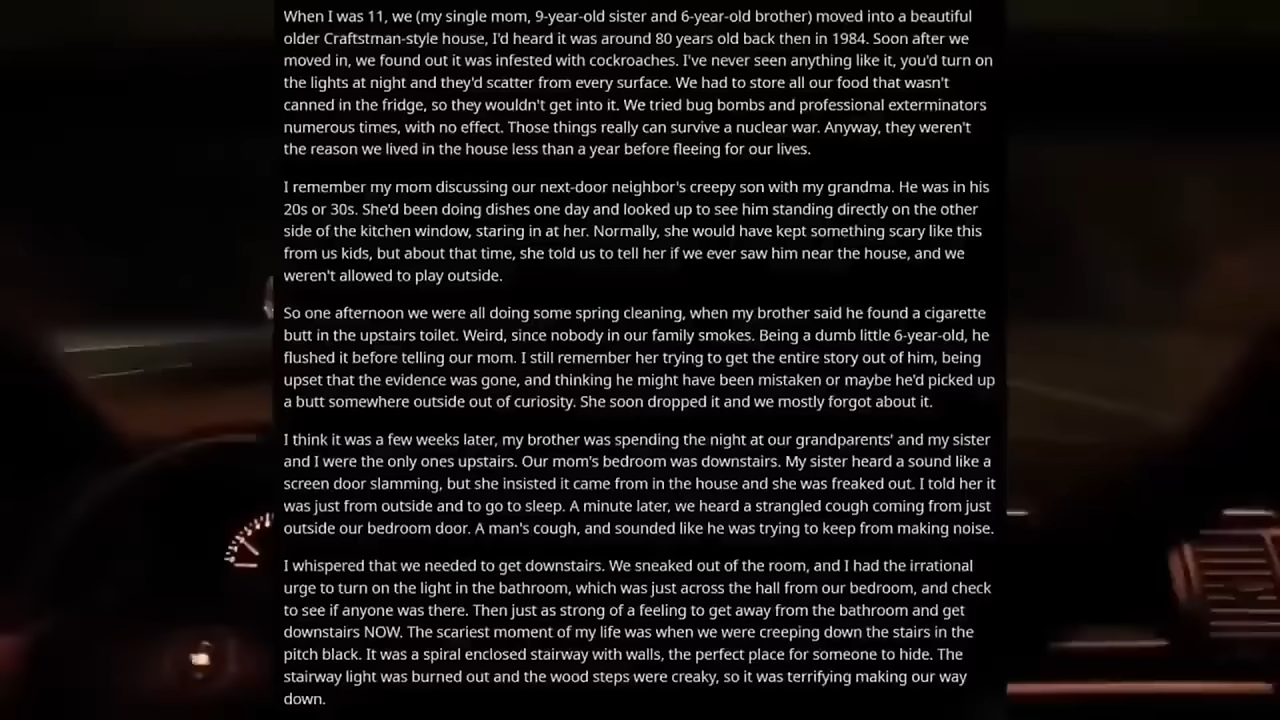 When I was 11, we (my single mom, 9-year-old sister and 6-year-old brother) moved into a beautiful
older Craftstman-style house, I'd heard it was around 80 years old back then in 1984. Soon after we
moved in, we found out it was infested with cockroaches. I've never seen anything like it, you'd turn on
the lights at night and they'd scatter from every surface. We had to store all our food that wasn't
canned in the fridge, so they wouldn't get into it. We tried bug bombs and professional exterminators
numerous times, with no effect. Those things really can survive a nuclear war. Anyway, they weren't
the reason we lived in the house less than a year before fleeing for our lives.
I remember my mom discussing our next-door neighbor's creepy son with my grandma. He was in his
20s or 30s. She'd been doing dishes one day and looked up to see him standing directly on the other
side of the kitchen window, staring in at her. Normally, she would have kept something scary like this
from us kids, but about that time, she told us to tell her if we ever saw him near the house, and we
weren't allowed to play outside.
So one afternoon we were all doing some spring cleaning, when my brother said he found a cigarette
butt in the upstairs toilet. Weird, since nobody in our family smokes. Being a dumb little 6-year-old, he
flushed it before telling our mom. I still remember her trying to get the entire story out of him, being
upset that the evidence was gone, and thinking he might have been mistaken or maybe he'd picked up
a butt somewhere outside out of curiosity. She soon dropped it and we mostly forgot about it.
I think it was a few weeks later, my brother was spending the night at our grandparents' and my sister
and I were the only ones upstairs. Our mom's bedroom was downstairs. My sister heard a sound like a
screen door slamming, but she insisted it came from in the house and she was freaked out. I told her it
was just from outside and to go to sleep. A minute later, we heard a strangled cough coming from just
outside our bedroom door. A man's cough, and sounded like he was trying to keep from making noise.
I whispered that we needed to get downstairs. We sneaked out of the room, and I had the irrational
urge to turn on the light in the bathroom, which was just across the hall from our bedroom, and check
to see if anyone was there. Then just as strong of a feeling to get away from the bathroom and get
downstairs NOW. The scariest moment of my life was when we were creeping down the stairs in the
pitch black. It was a spiral enclosed stairway with walls, the perfect place for someone to hide. The
stairway light was burned out and the wood steps were creaky, so it was terrifying making our way
down.